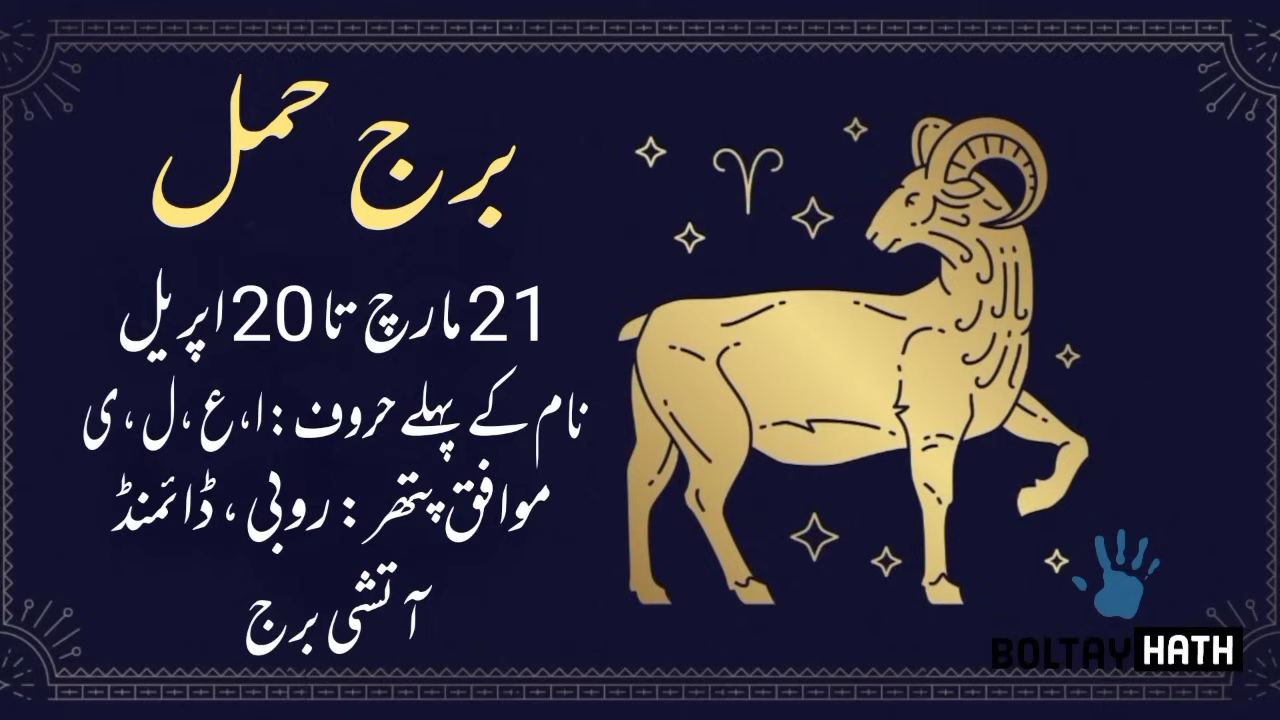 برج حمل
21 مارچ تا 20 اپریل
نام کے پہلے حروف : ا، ع ، ل ، ی
موافق پتھر : روبی ، ڈائمنڈ
آتشی برج
BOLTAY HATH